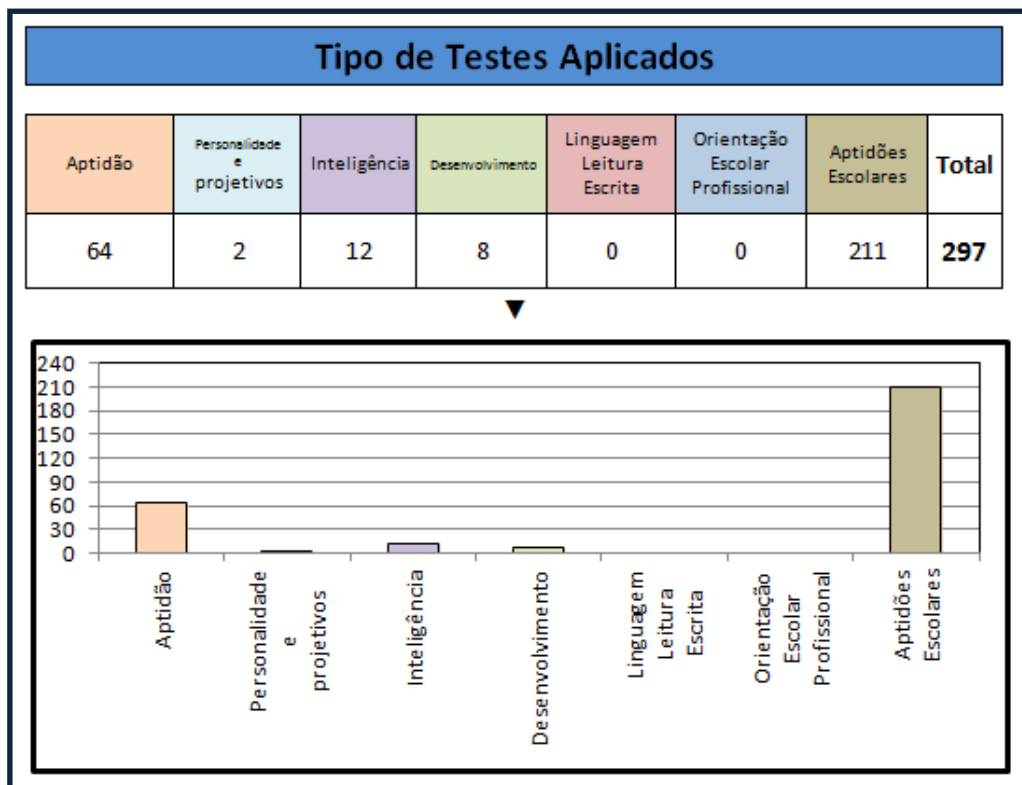 Tipo de Testes Aplicados
Aptidão
Personalidade
e
projetivos
Inteligência
Desenvolvimento
Linguagem
Leitura
Escrita
Orientação
Escolar
Profissional
Aptidões
Escolares
Total
64
2
12
8
0
0
211
297
▼
240
210
180
150
120
90
60
30
0
Aptidão
Personalidade
e
projetivos
Inteligência
Desenvolvimento
Linguagem
Leitura
Escrita
Orientação
Escolar
Profissional
Aptidões
Escolares